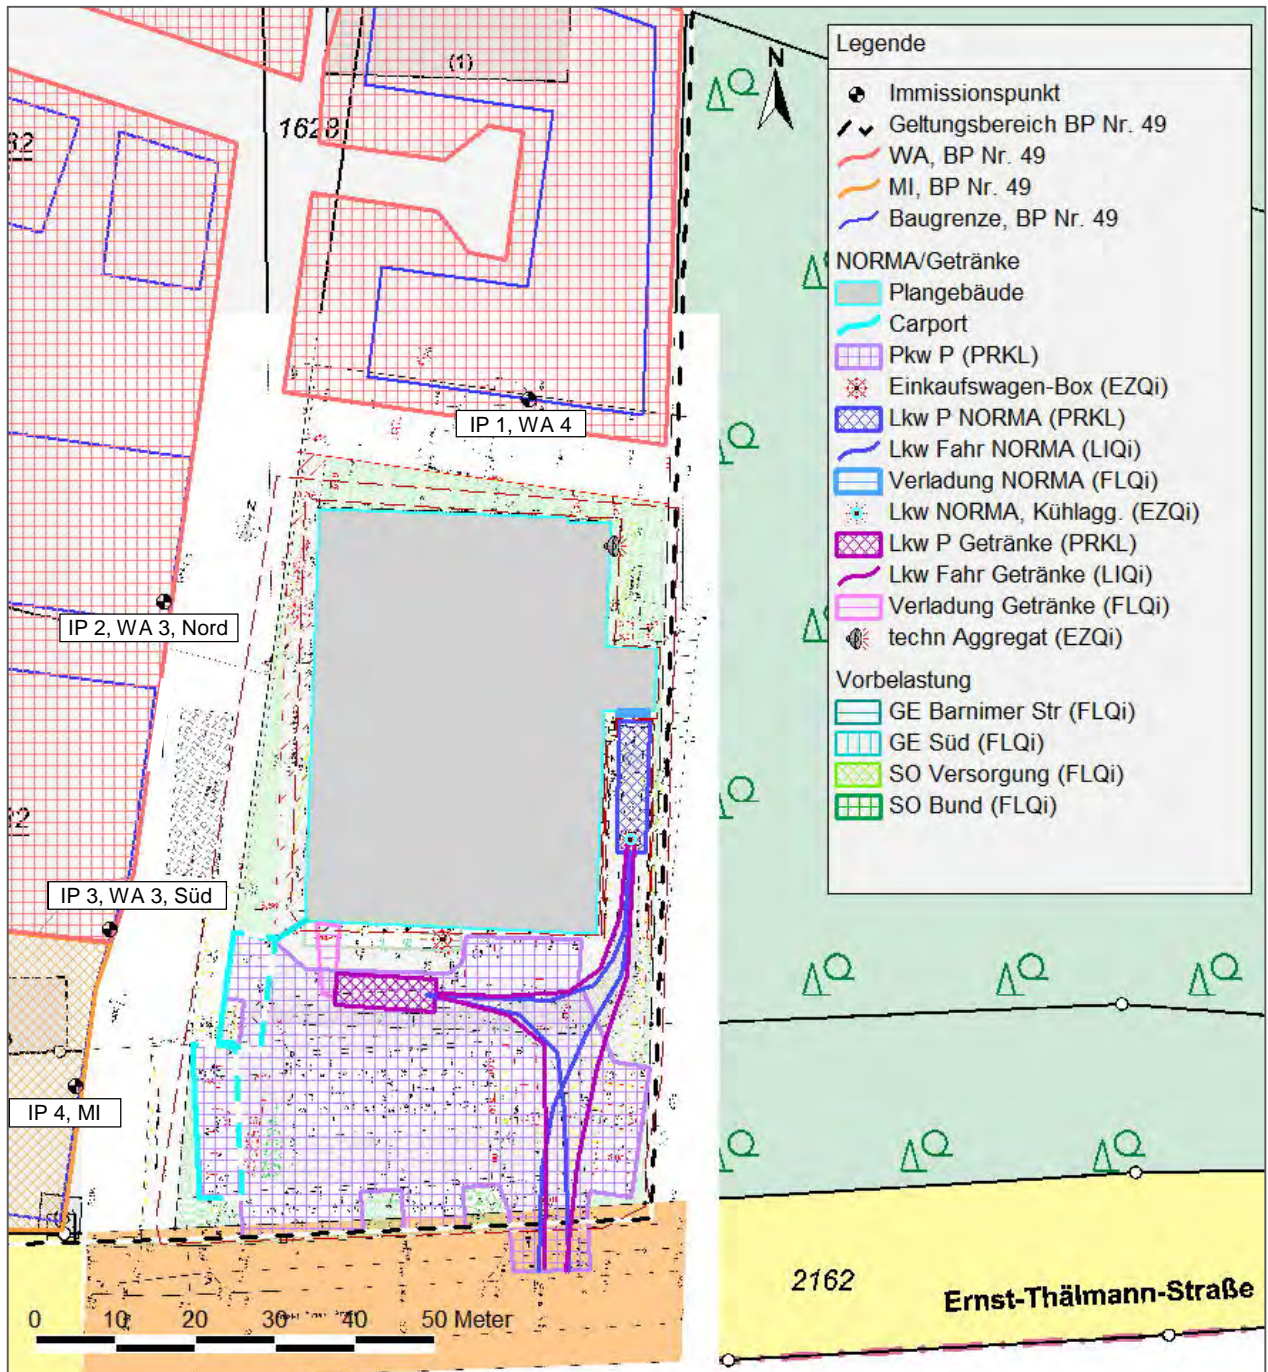 (1)
1628
N
Legende
Immissionspunkt
Geltungsbereich BP Nr. 49
WA, BP Nr. 49
MI, BP Nr. 49
Baugrenze, BP Nr. 49
NORMA/Getränke
Plangebäude
Carport
Pkw P (PRKL)
Einkaufswagen-Box (EZQi)
Lkw P NORMA (PRKL)
Lkw Fahr NORMA (LIQi)
Verladung NORMA (FLQi)
Lkw NORMA, Kühlagg. (EZQi)
Lkw P Getränke (PRKL)
Lkw Fahr Getränke (LIQi)
Verladung Getränke (FLQi)
techn Aggregat (EZQi)
Vorbelastung
GE Barnimer Str (FLQi)
GE Süd (FLQi)
SO Versorgung (FLQi)
SO Bund (FLQi)
IP 1, WA 4
IP 2, WA 3, Nord
IP 3, WA 3, Süd
IP 4, MI
2162
Ernst-Thälmann-Straße
0 10 20 30 40 50 Meter